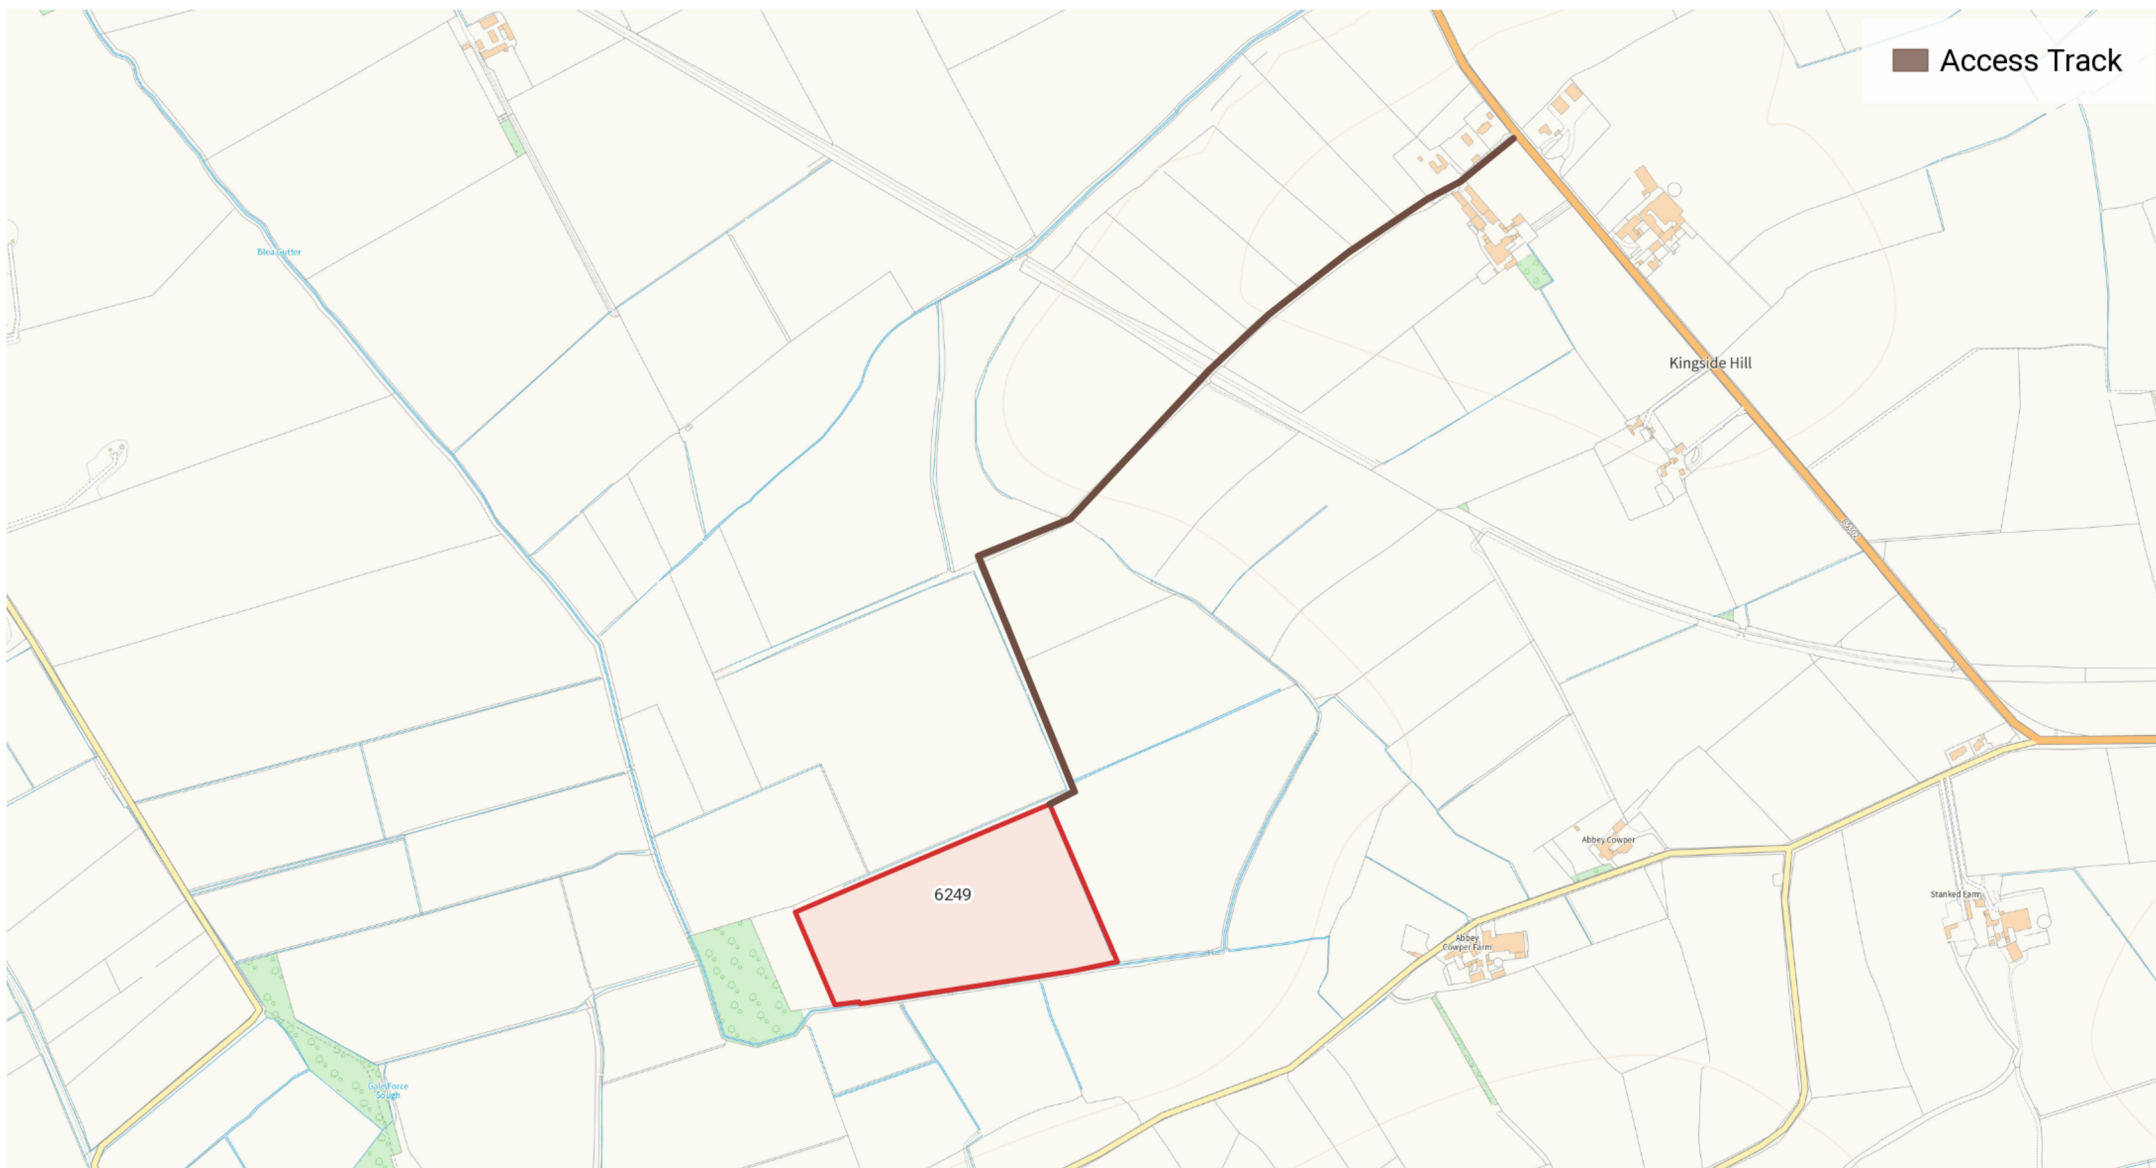 Access Track
Blea Gutter
Kingside Hill
Abbey Cowper
6249
Stanked Farm
Abbey
Cowper Farm
Gale Force
Sough